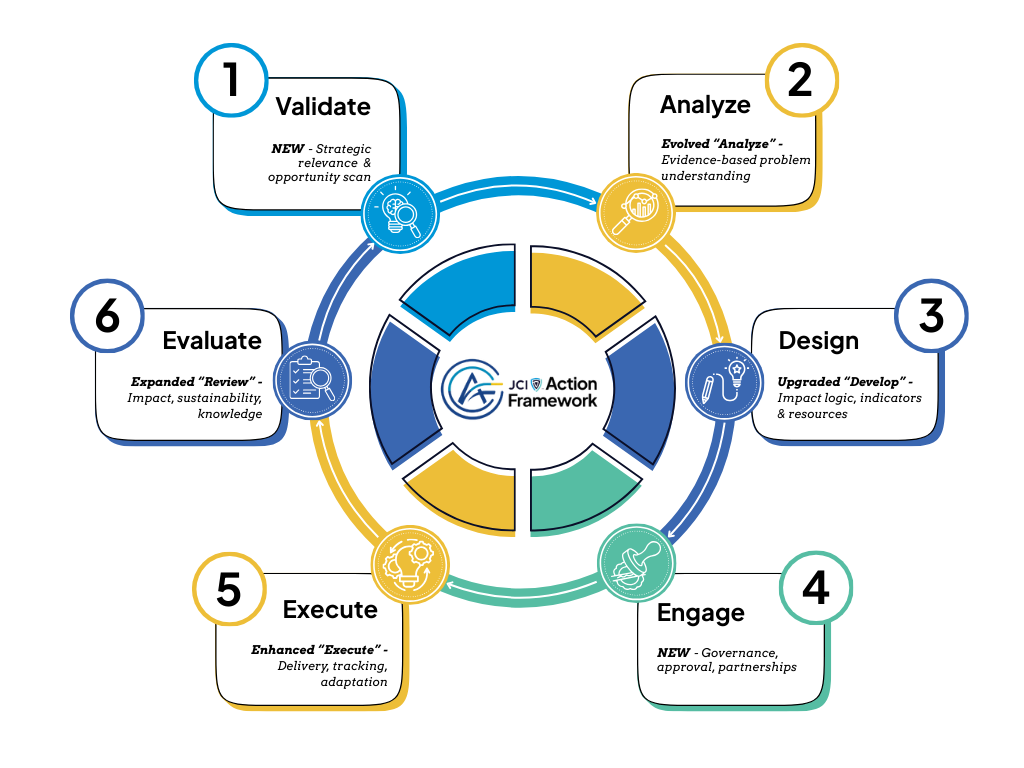 1
Validate
NEW - Strategic
relevance &
opportunity scan
2
Analyze
Evolved “Analyze” -
Evidence-based problem
understanding
3
Design
Upgraded “Develop” -
Impact logic, indicators
& resources
4
Engage
NEW - Governance,
approval, partnerships
5
Execute
Enhanced “Execute” -
Delivery, tracking,
adaptation
6
Evaluate
Expanded “Review” -
Impact, sustainability,
knowledge
JCI Action
Framework